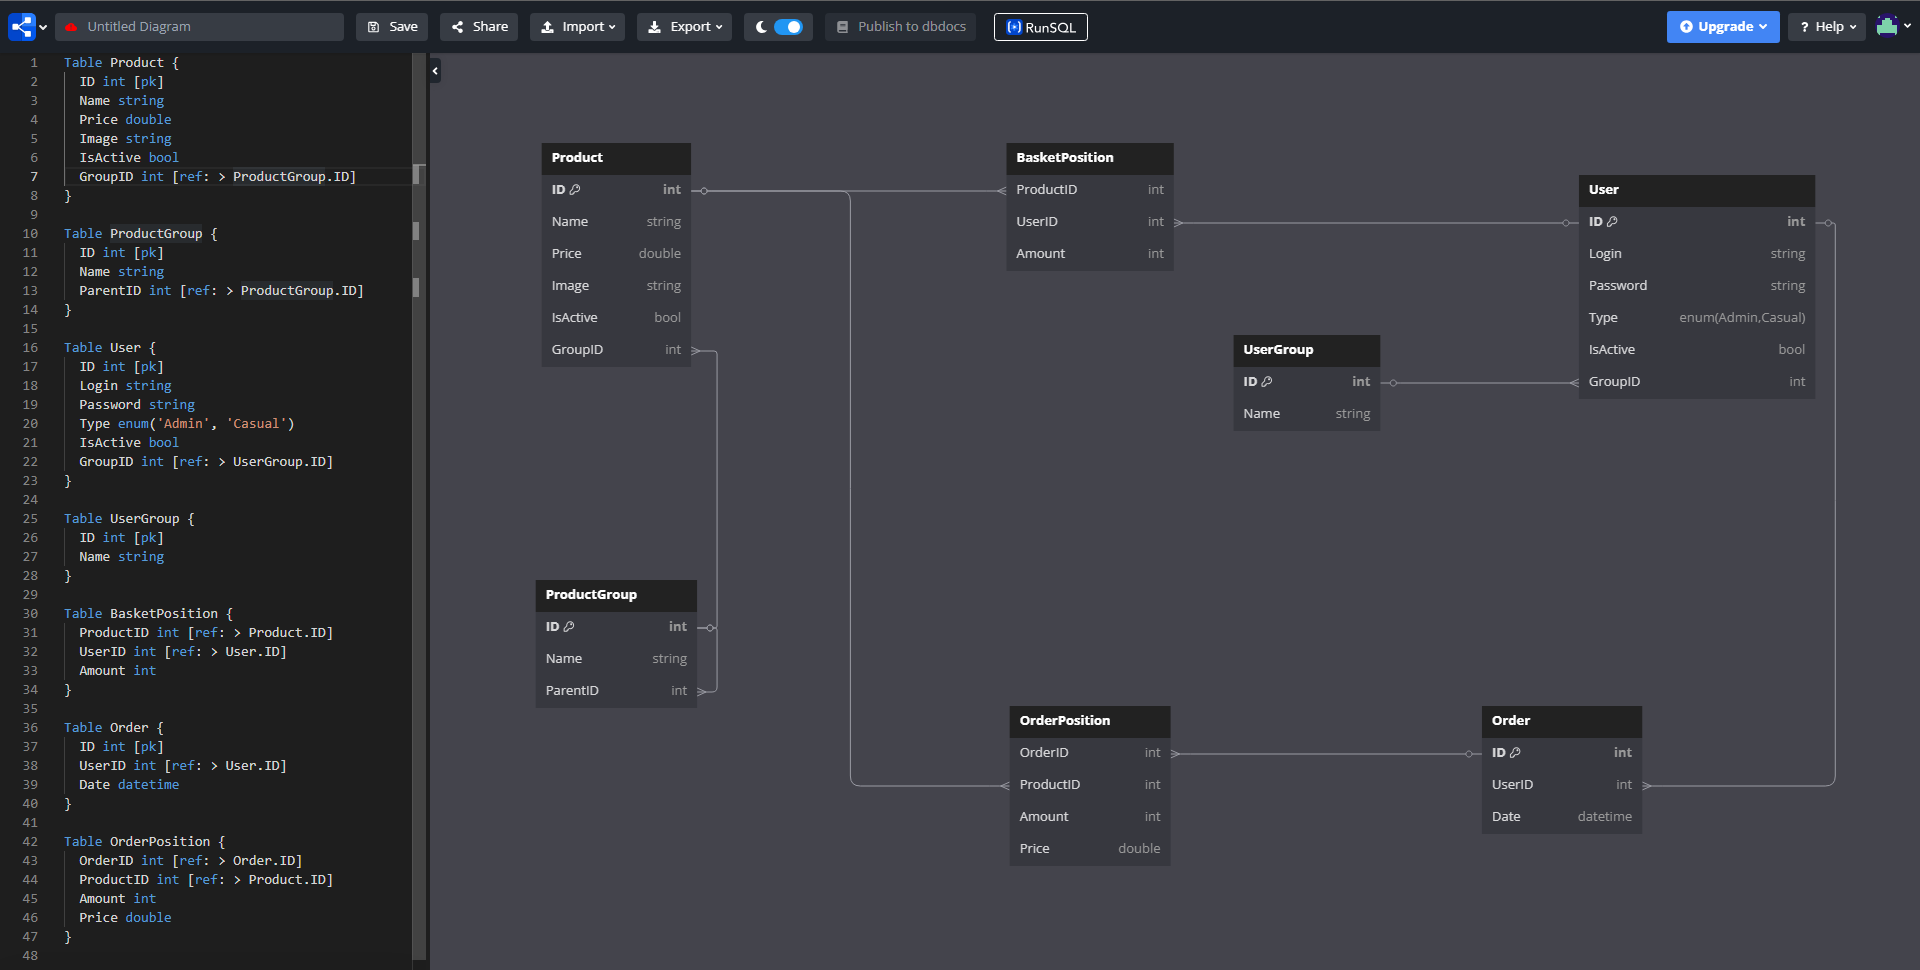 Untitled Diagram
Save
Share
Import
Export
Publish to dbdocs
RunSQL
Upgrade
? Help
1 Table Product {
2 ID int [pk]
3 Name string
4 Price double
5 Image string
6 IsActive bool
7 GroupID int [ref: > ProductGroup.ID]
8 }
9
10 Table ProductGroup {
11 ID int [pk]
12 Name string
13 ParentID int [ref: > ProductGroup.ID]
14 }
15
16 Table User {
17 ID int [pk]
18 Login string
19 Password string
20 Type enum('Admin', 'Casual')
21 IsActive bool
22 GroupID int [ref: > UserGroup.ID]
23 }
24
25 Table UserGroup {
26 ID int [pk]
27 Name string
28 }
29
30 Table BasketPosition {
31 ProductID int [ref: > Product.ID]
32 UserID int [ref: > User.ID]
33 Amount int
34 }
35
36 Table Order {
37 ID int [pk]
38 UserID int [ref: > User.ID]
39 Date datetime
40 }
41
42 Table OrderPosition {
43 OrderID int [ref: > Order.ID]
44 ProductID int [ref: > Product.ID]
45 Amount int
46 Price double
47 }
48
Product
ID int
Name string
Price double
Image string
IsActive bool
GroupID int
BasketPosition
ProductID int
UserID int
Amount int
User
ID int
Login string
Password string
Type enum(Admin,Casual)
IsActive bool
GroupID int
UserGroup
ID int
Name string
ProductGroup
ID int
Name string
ParentID int
OrderPosition
OrderID int
ProductID int
Amount int
Price double
Order
ID int
UserID int
Date datetime